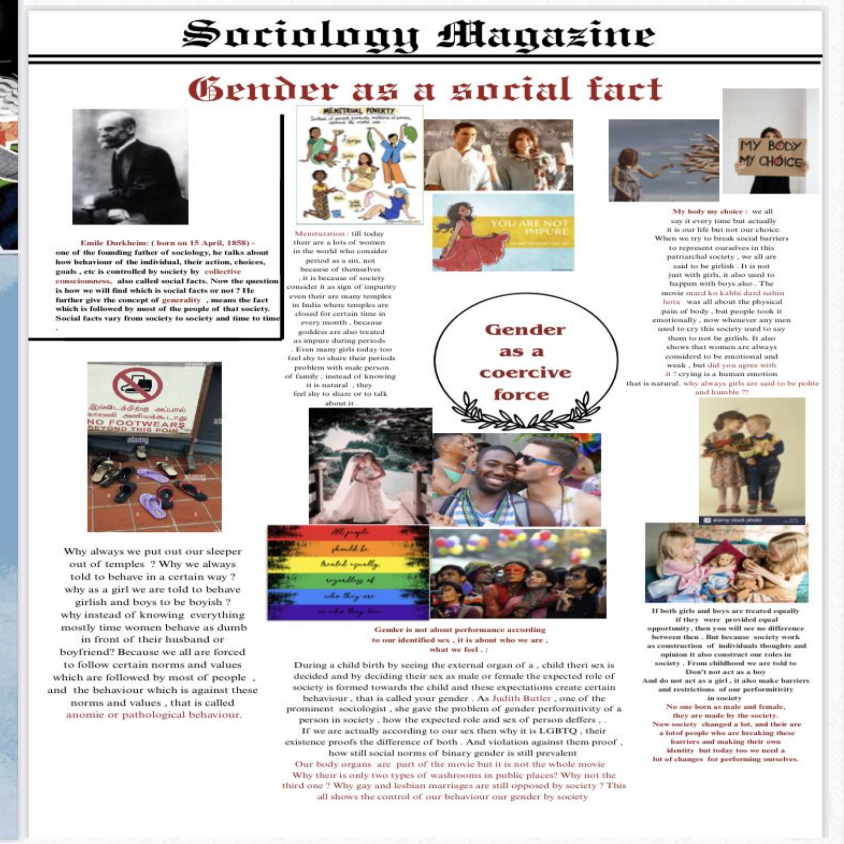 Sociology Magazine
Gender as a social fact
Emile Durkheim: ( born on 15 April, 1858) -
one of the founding father of sociology, he talks about
how behaviour of the individual, their action, choices,
goals , etc is controlled by society by collective
consciousness, also called social facts. Now the question
is how we will find which is social facts or not ? He
further give the concept of generality , means the fact
which is followed by most of the people of that society.
Social facts vary from society to society and time to time
.
MENSTRUAL POVERTY
YOU ARE NOT
IMPURE
Mensturation : till today
their are a lots of women
in the world who consider
period as a sin, not
because of themselves
, it is because of society
consider it as sign of impurity
even their are many temples
in India where temples are
closed for certain time in
every month , because
goddess are also treated
as impure during periods
. Even many girls today too
feel shy to share their periods
problem with male person
of family , instead of knowing
it is natural , they
feel shy to share or to talk
about it .
Gender
as a
coercive
force
MY BODY
MY CHOICE
My body my choice : we all
say it every time but actually
it is our life but not our choice.
When we try to break social barriers
to represent ourselves in this
patriarchal society , we all are
said to be girlish . It is not
just with girls, it also used to
happen with boys also . The
movie mard ko kabhi dard nahin
hota was all about the physical
pain of body , but people took it
emotionally , now whenever any men
used to cry this society used to say
them to not be girlish. It also
shows that women are always
considerd to be emotional and
weak , but did you agree with
it ? crying is a human emotion
that is natural. why always girls are said to be polite
and humble ??
NO FOOTWEARS
BEYOND THIS POIN
alamy
Why always we put out our sleeper
out of temples ? Why we always
told to behave in a certain way ?
why as a girl we are told to behave
girlish and boys to be boyish ?
why instead of knowing everything
mostly time women behave as dumb
in front of their husband or
boyfriend? Because we all are forced
to follow certain norms and values
which are followed by most of people ,
and the behaviour which is against these
norms and values , that is called
anomie or pathological behaviour.
All people
should be
treated equally,
regardless of
who they are
or who they love
Gender is not about performance according
to our identified sex , it is about who we are ,
what we feel . :
During a child birth by seeing the external organ of a , child theri sex is
decided and by deciding their sex as male or female the expected role of
society is formed towards the child and these expectations create certain
behaviour , that is called your gender . As Judith Butler , one of the
prominent sociologist , she gave the problem of gender performitivity of a
person in society , how the expected role and sex of person deffers , .
If we are actually according to our sex then why it is LGBTQ , their
existence proofs the difference of both . And violation against them proof ,
how still social norms of binary gender is still prevalent
Our body organs are part of the movie but it is not the whole movie
Why their is only two types of washrooms in public places? Why not the
third one ? Why gay and lesbian marriages are still opposed by society ? This
all shows the control of our behaviour our gender by society
alamy stock photo
If both girls and boys are treated equally
if they were provided equal
opportunity, then you will see no difference
between then . But because society work
as construction of individuals thoughts and
opinion it also construct our roles in
society . From childhood we are told to
Don't not act as a boy
And do not act as a girl , it also make barriers
and restrictions of our performitivity
in society
No one born as male and female,
they are made by the society.
Now society changed a lot, and their are
a lotof people who are breaking these
barriers and making their own
identity but today too we need a
lot of changes for performing ourselves.